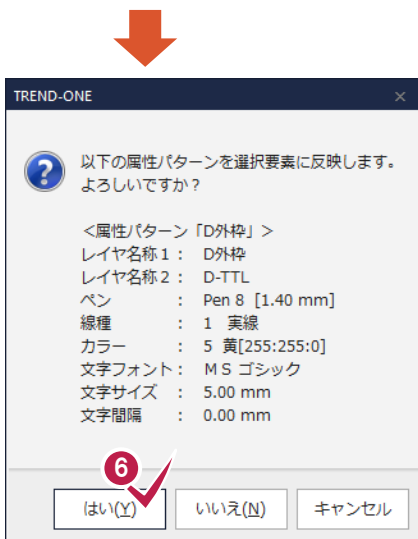 TREND-ONE
以下の属性パターンを選択要素に反映します。
よろしいですか？
＜属性パターン「D外枠」＞
レイヤ名称１： D外枠
レイヤ名称２： D-TTL
ペン ： Pen 8 [1.40 mm]
線種 ： 1 実線
カラー ： 5 黄[255:255:0]
文字フォント： ＭＳ ゴシック
文字サイズ ： 5.00 mm
文字間隔 ： 0.00 mm
6
はい(Y) いいえ(N) キャンセル